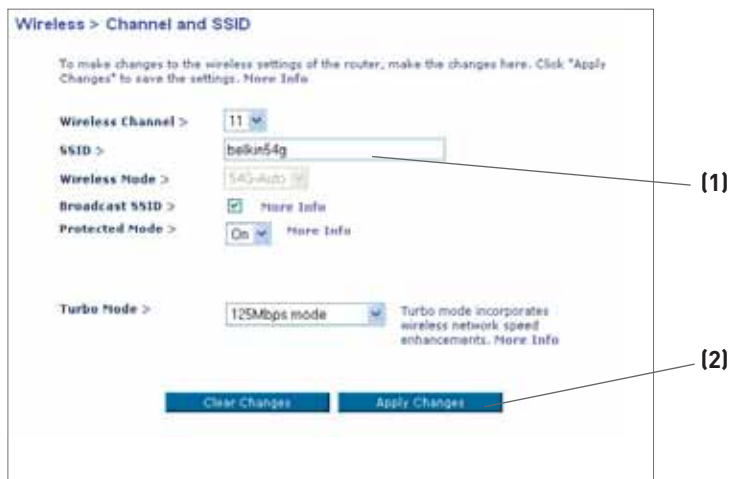 Wireless > Channel and SSID
To make changes to the wireless settings of the router, make the changes here. Click "Apply
Changes" to save the settings. More Info
Wireless Channel > 11
SSID > belkin54g
(1)
Wireless Mode > 54G-Auto
Broadcast SSID > More Info
Protected Mode > On More Info
Turbo Mode > 125Mbps mode Turbo mode incorporates
wireless network speed
enhancements. More Info
(2)
Clear Changes Apply Changes